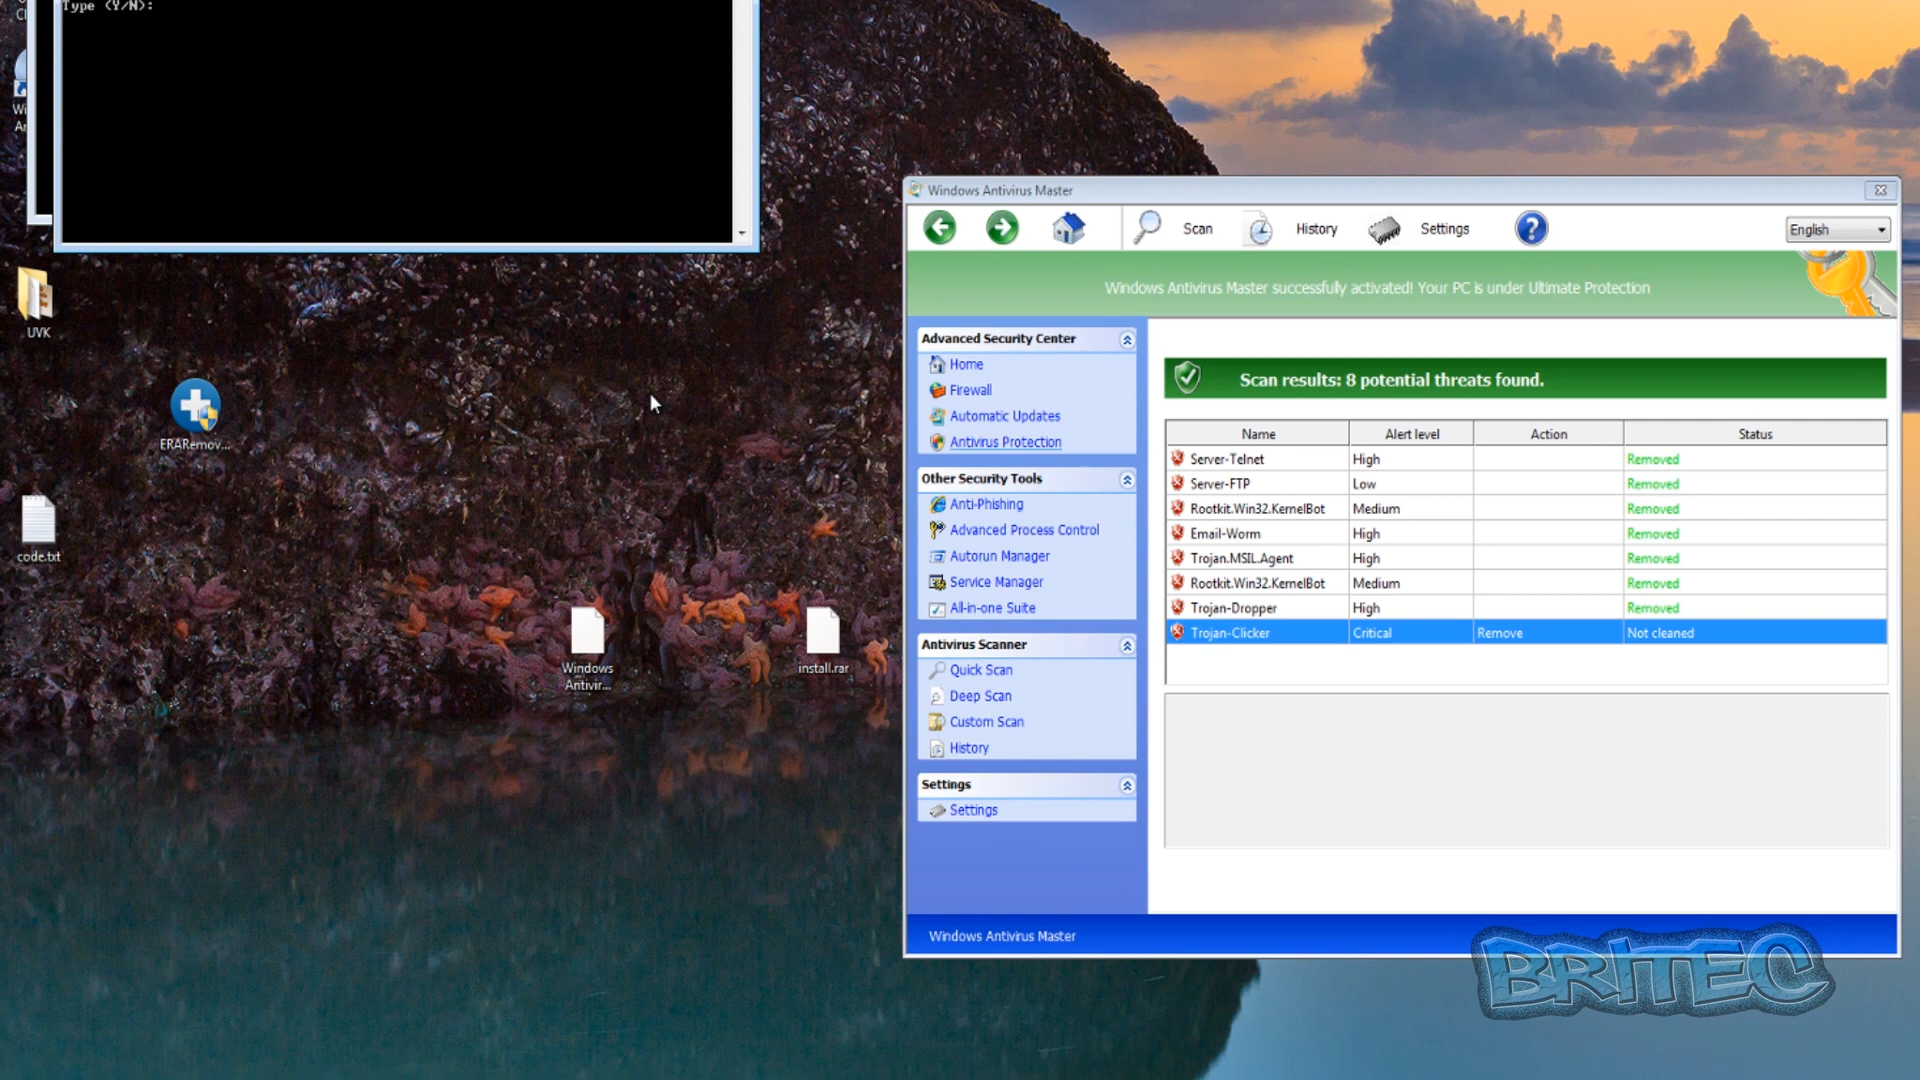 Type (Y/N):
Cl
Wi
An
UVK
ERARemov...
code.txt
Windows
Antivir...
install.rar
Windows Antivirus Master
Scan
History
Settings
?
English
Windows Antivirus Master successfully activated! Your PC is under Ultimate Protection
Advanced Security Center
Home
Firewall
Automatic Updates
Antivirus Protection
Other Security Tools
Anti-Phishing
Advanced Process Control
Autorun Manager
Service Manager
All-in-one Suite
Antivirus Scanner
Quick Scan
Deep Scan
Custom Scan
History
Settings
Settings
Scan results: 8 potential threats found.
Name Alert level Action Status
Server-Telnet High Removed
Server-FTP Low Removed
Rootkit.Win32.KernelBot Medium Removed
Email-Worm High Removed
Trojan.MSIL.Agent High Removed
Rootkit.Win32.KernelBot Medium Removed
Trojan-Dropper High Removed
Trojan-Clicker Critical Remove Not cleaned
Windows Antivirus Master
BRITEC